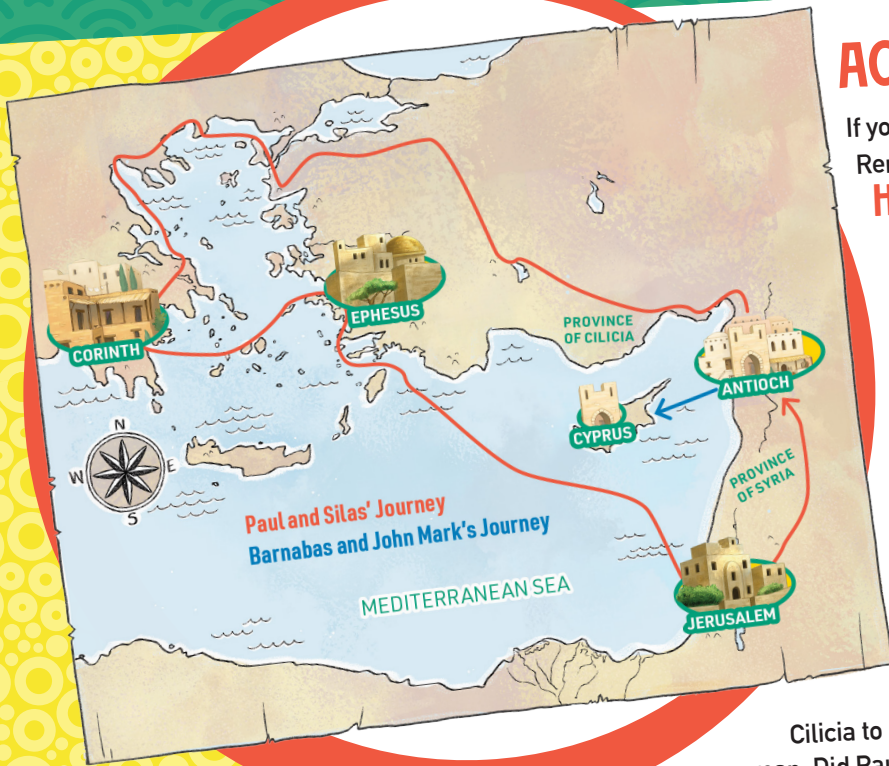 AC
If yo
Rer
H
CORINTH
EPHESUS
PROVINCE
OF CILICIA
ANTIOCH
CYPRUS
N
W
E
S
PROVINCE
OF SYRIA
Paul and Silas' Journey
Barnabas and John Mark's Journey
MEDITERRANEAN SEA
JERUSALEM
Cilicia to